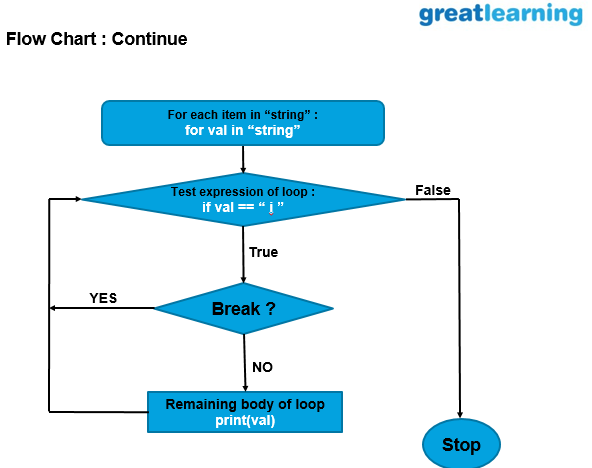 greatlearning
Flow Chart : Continue
For each item in “string” :
for val in “string”
Test expression of loop :
if val == “ i ”
False
True
YES
Break ?
NO
Remaining body of loop
print(val)
Stop